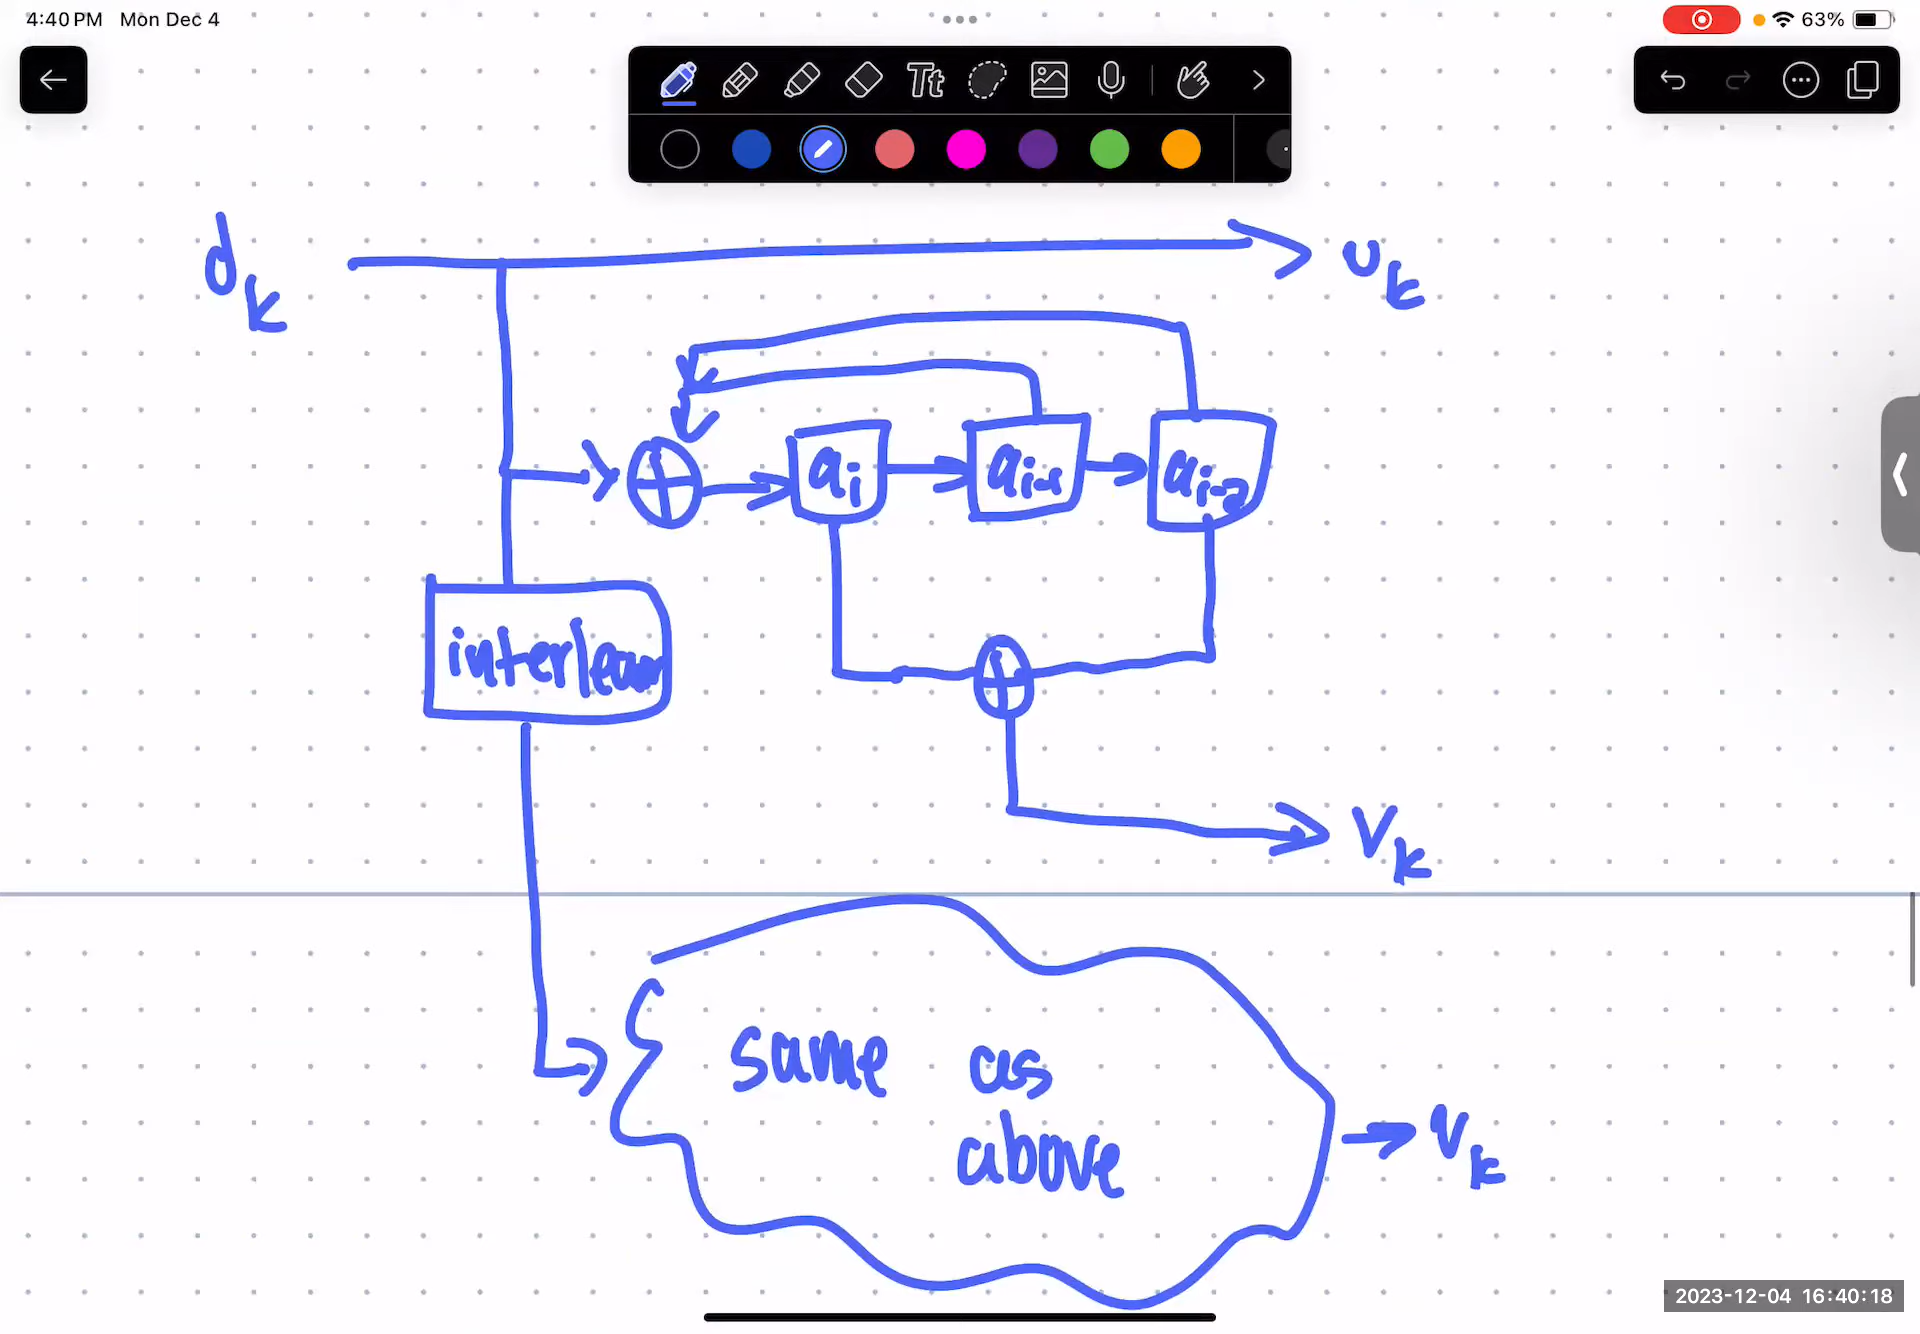 4:40 PM Mon Dec 4
63%
Tt
d_k
u_k
a_i a_{i-1} a_{i-2}
v_k
same as
above
v_k
2023-12-04 16:40:18